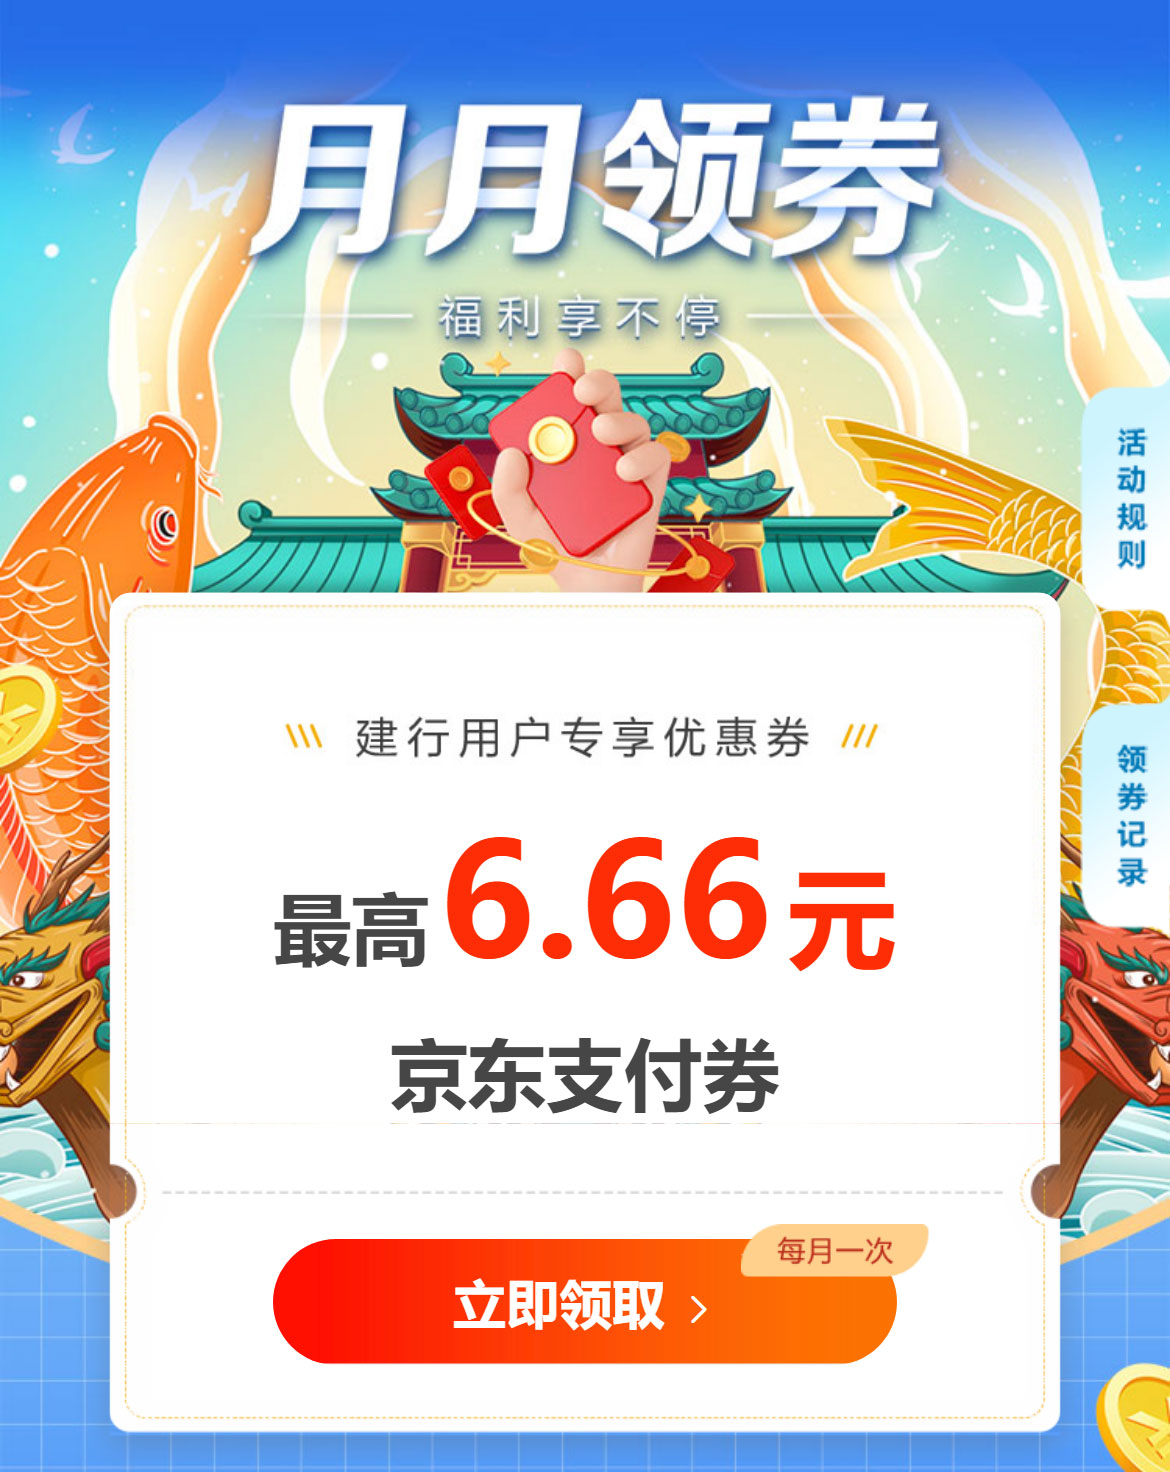 月月领券
福利享不停
活动规则
建行用户专享优惠券
领券记录
最高6.66元
京东支付券
每月一次
立即领取 >